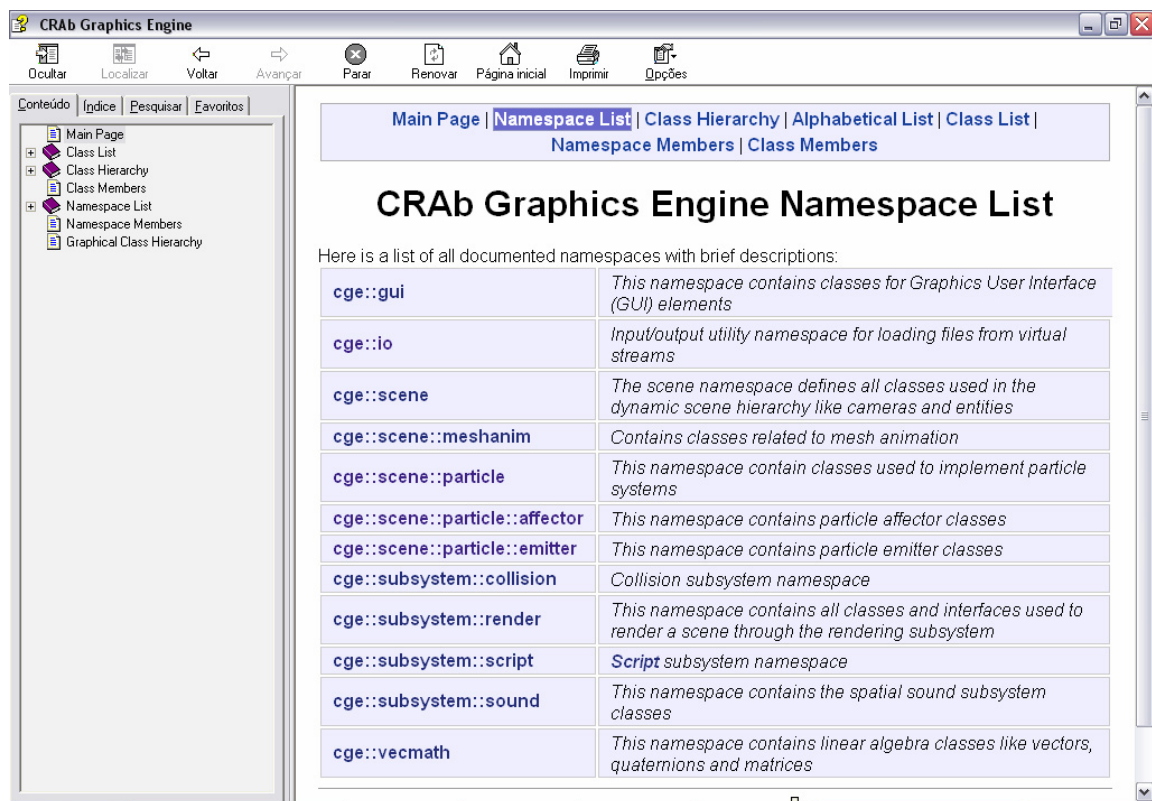 CRAb Graphics Engine
Ocultar Localizar Voltar Avançar Parar Renovar Página inicial Imprimir Opções
Conteúdo Índice Pesquisar Favoritos
Main Page
Class List
Class Hierarchy
Class Members
Namespace List
Namespace Members
Graphical Class Hierarchy
Main Page | Namespace List | Class Hierarchy | Alphabetical List | Class List |
Namespace Members | Class Members
CRAb Graphics Engine Namespace List
Here is a list of all documented namespaces with brief descriptions:
cge::gui
This namespace contains classes for Graphics User Interface
(GUI) elements
cge::io
Input/output utility namespace for loading files from virtual
streams
cge::scene
The scene namespace defines all classes used in the
dynamic scene hierarchy like cameras and entities
cge::scene::meshanim
Contains classes related to mesh animation
cge::scene::particle
This namespace contain classes used to implement particle
systems
cge::scene::particle::affector
This namespace contains particle affector classes
cge::scene::particle::emitter
This namespace contains particle emitter classes
cge::subsystem::collision
Collision subsystem namespace
cge::subsystem::render
This namespace contains all classes and interfaces used to
render a scene through the rendering subsystem
cge::subsystem::script
Script subsystem namespace
cge::subsystem::sound
This namespace contains the spatial sound subsystem
classes
cge::vecmath
This namespace contains linear algebra classes like vectors,
quaternions and matrices